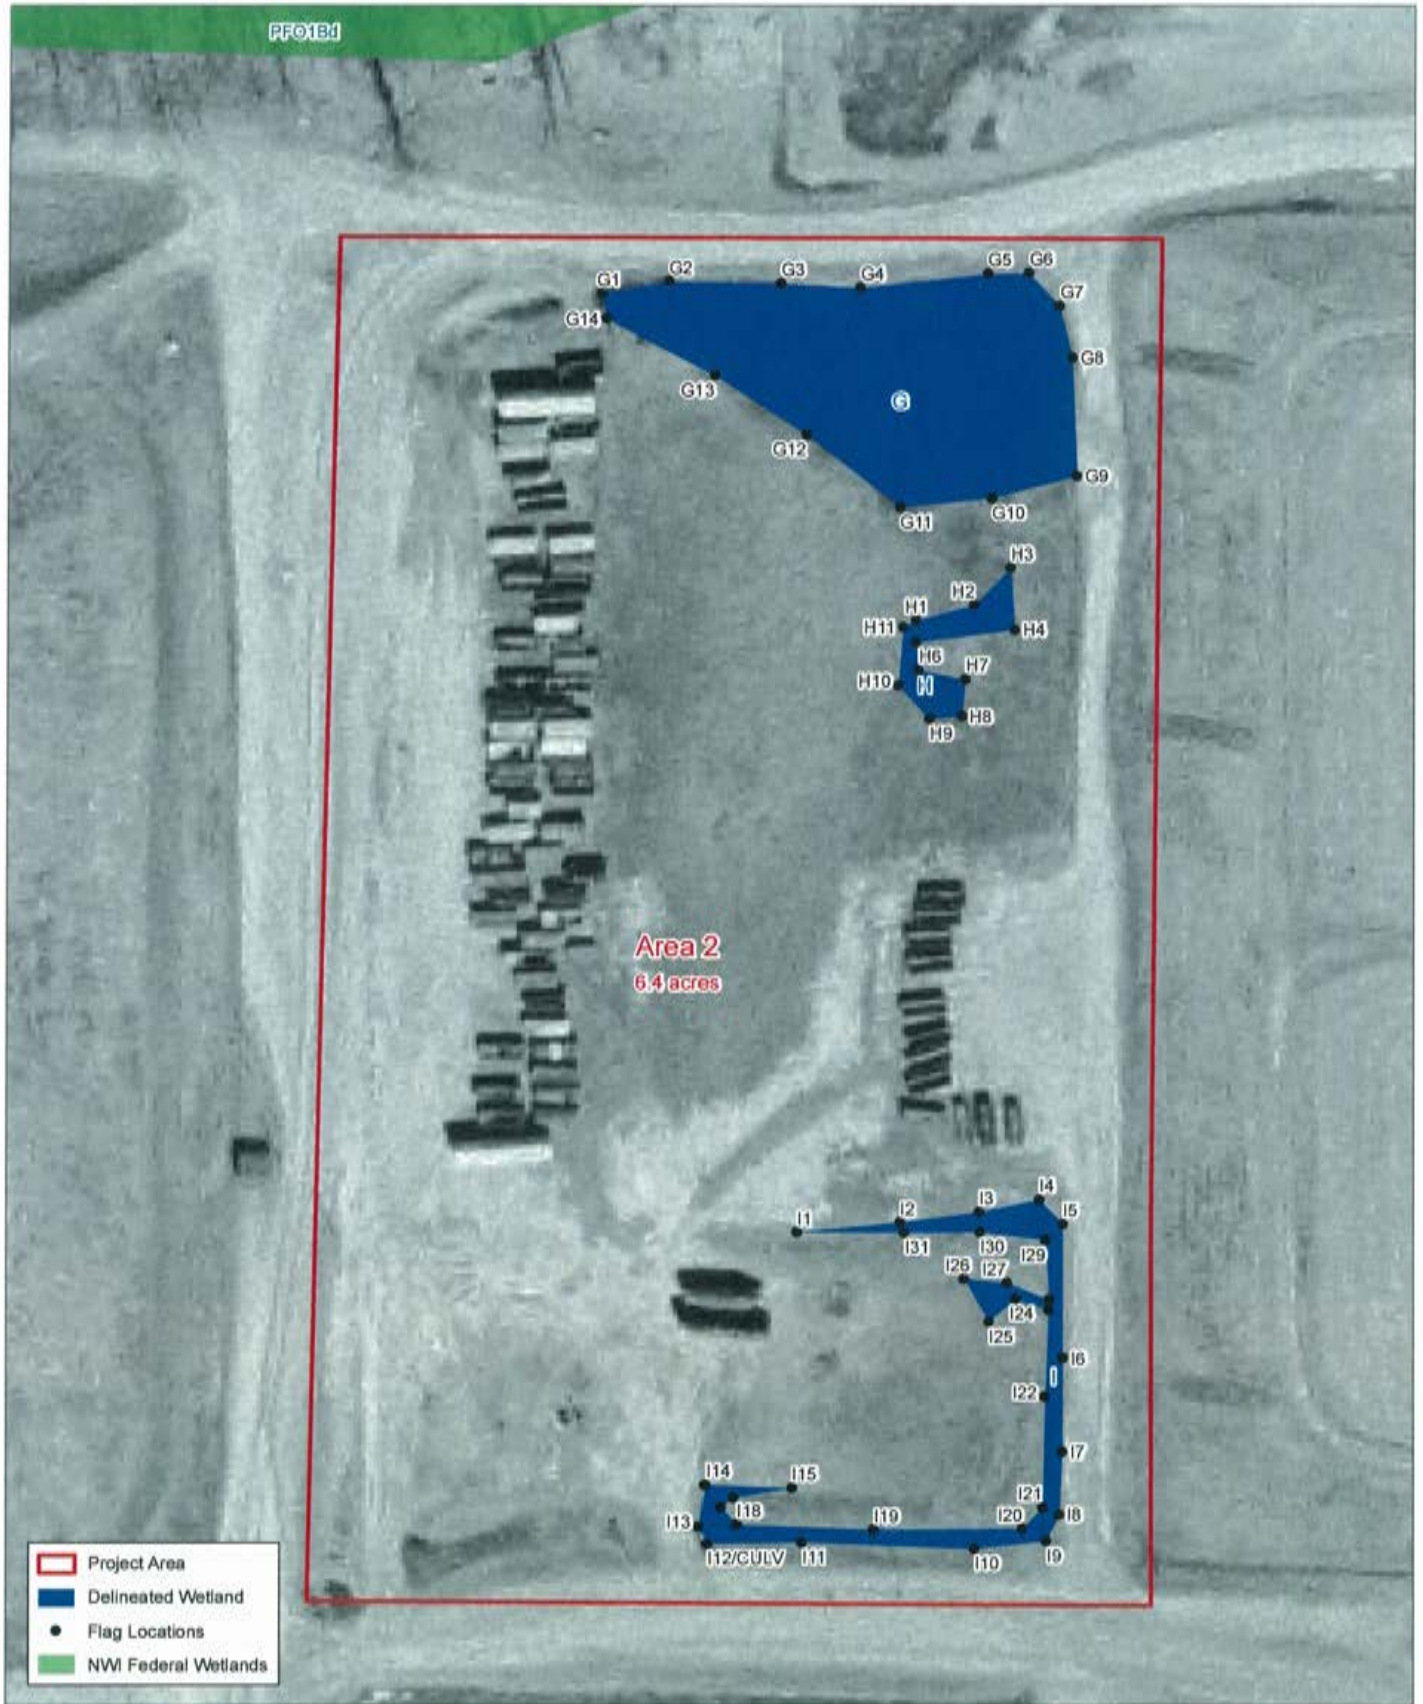 PFO1Bd
G1
G2
G3
G4
G5
G6
G7
G14
G8
G13
G
G12
G9
G10
G11
H3
H2
H1
H11
H4
H6
H7
H10
H
H8
H9
Area 2
6.4 acres
I4
I3
I2
I1
I5
I31
I30
I29
I26
I27
I24
I25
I6
I
I22
I7
I14
I15
I21
I8
I18
I13
I19
I20
I12/CULV
I11
I10
I9
Project Area
Delineated Wetland
Flag Locations
NWI Federal Wetlands